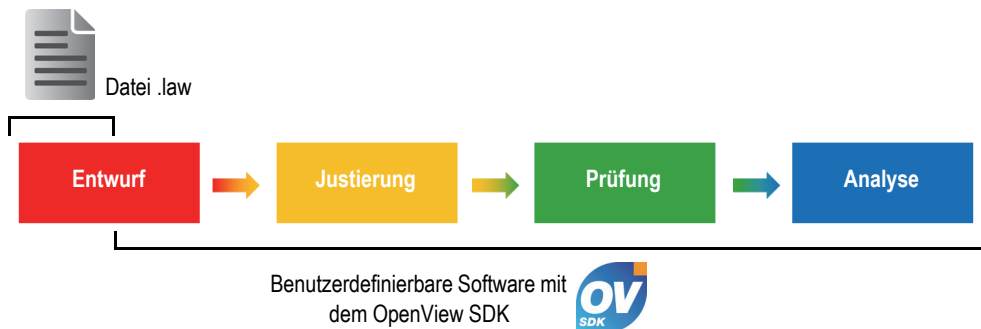 Datei .law
Entwurf
Justierung
Prüfung
Analyse
Benutzerdefinierbare Software mit
dem OpenView SDK
OV
SDK